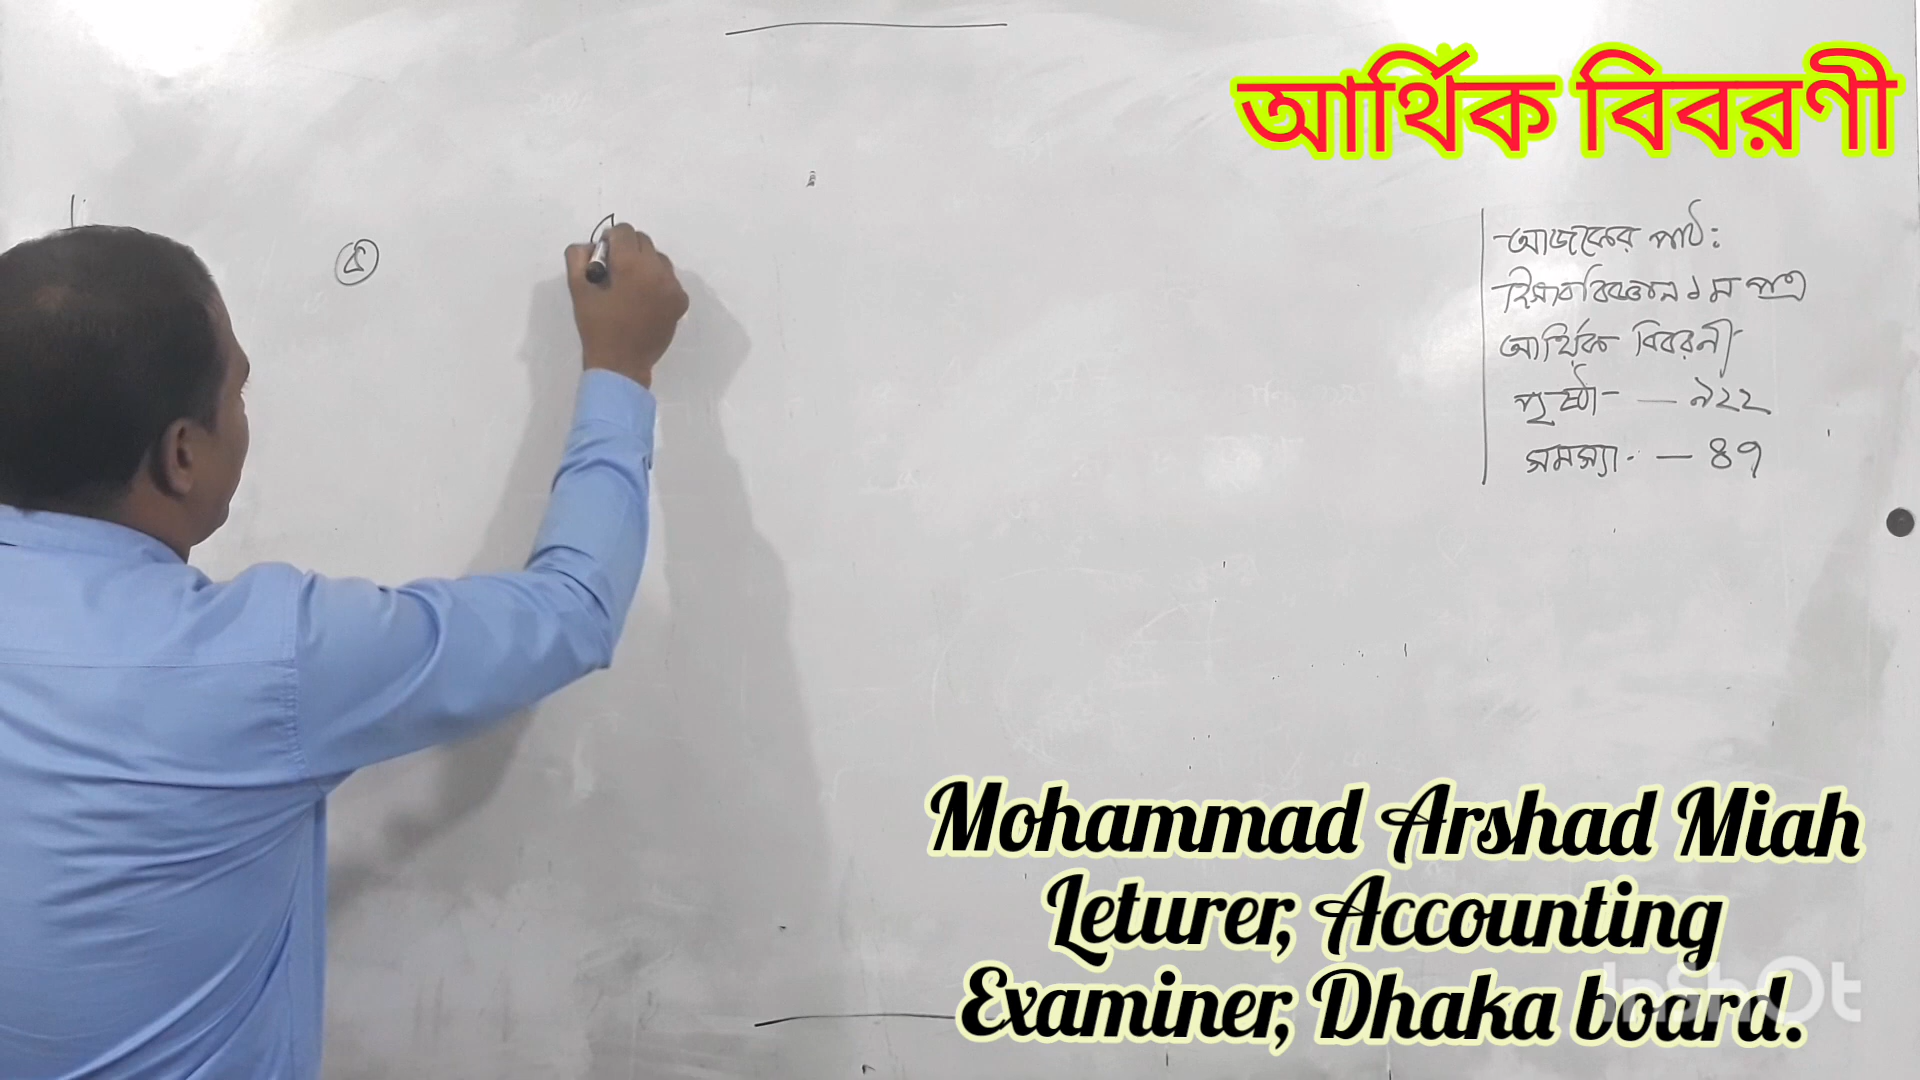 আর্থিক বিবরণী
ক
আজকের পাঠ:
হিসাববিজ্ঞান ১ম পত্র
আর্থিক বিবরণী
পৃষ্ঠা — ৯২২
সমস্যা — ৪৭
Mohammad Arshad Miah
Leturer, Accounting
Examiner, Dhaka board.
InShOt